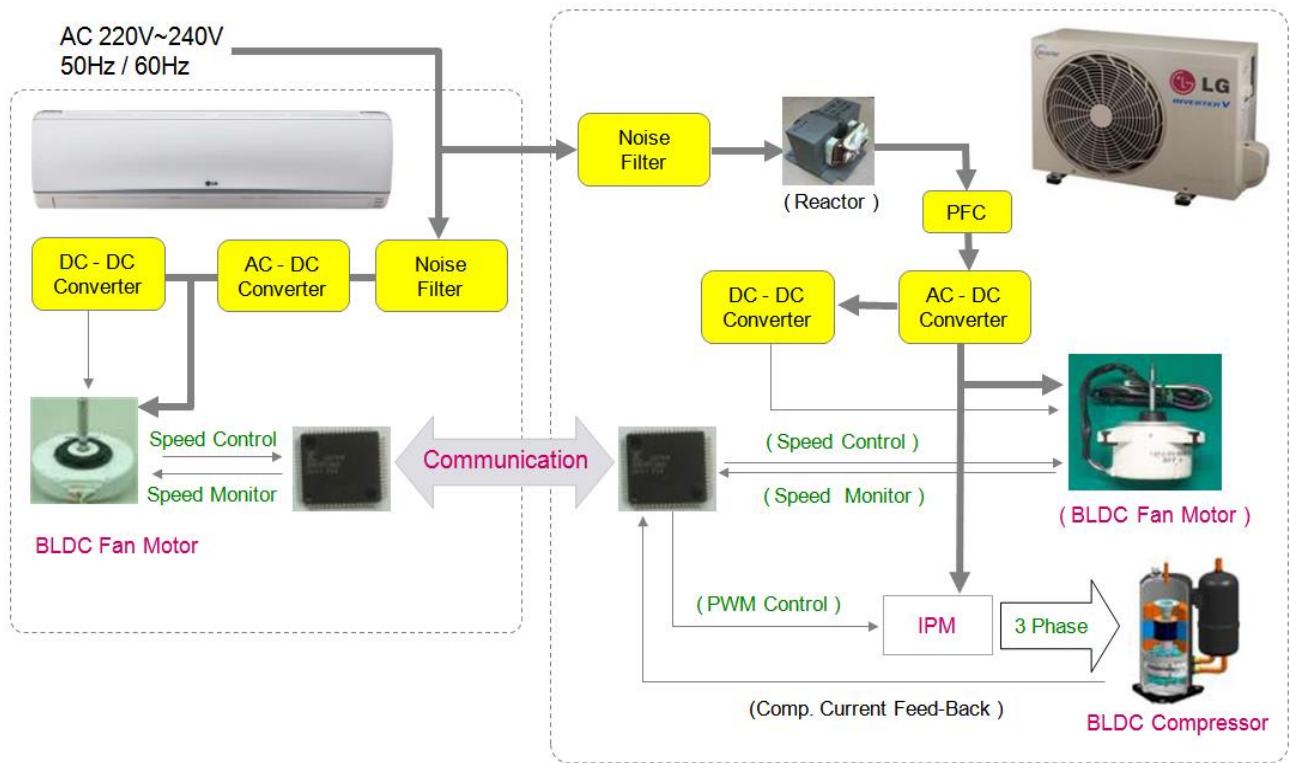 AC 220V~240V
50Hz / 60Hz
LG
INVERTER V
Noise
Filter
(Reactor)
PFC
DC - DC
Converter
AC - DC
Converter
Noise
Filter
DC - DC
Converter
AC - DC
Converter
Speed Control
Speed Monitor
Communication
( Speed Control )
( Speed Monitor )
BLDC Fan Motor
( BLDC Fan Motor )
( PWM Control )
IPM
3 Phase
(Comp. Current Feed-Back )
BLDC Compressor